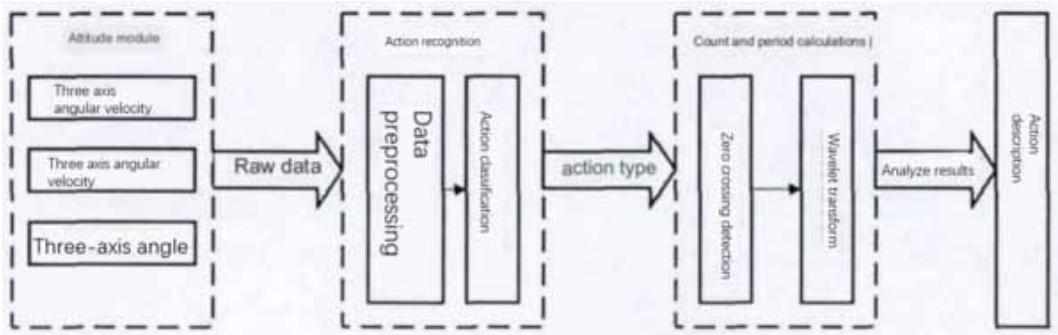 Altitude module
Three axis
angular velocity
Three axis angular
velocity
Three-axis angle
Raw data
Action recognition
Data
preprocessing
Action classification
action type
Count and period calculations |
Zero crossing detection
Wavelet transform
Analyze results
Action
description